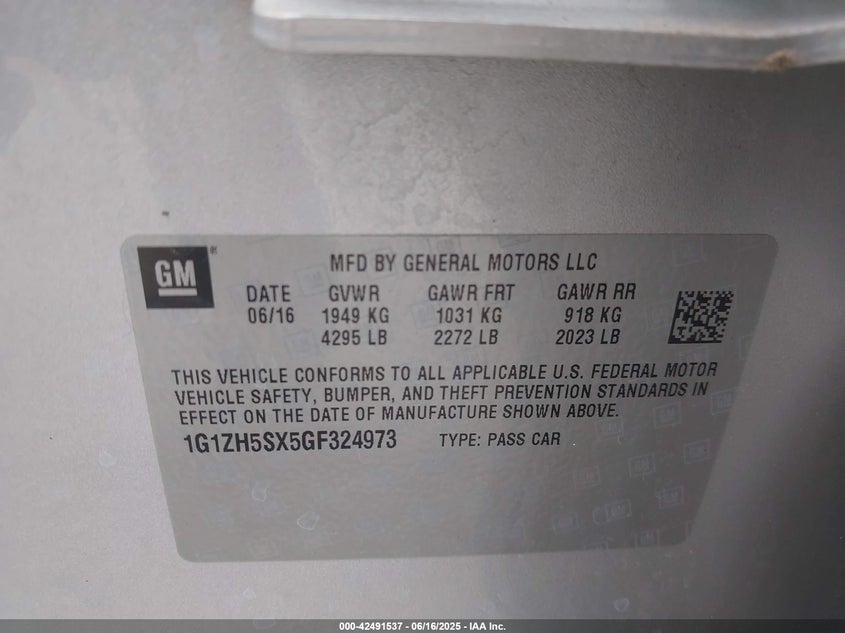 GM®
MFD BY GENERAL MOTORS LLC
DATE GVWR GAWR FRT GAWR RR
06/16 1949 KG 1031 KG 918 KG
4295 LB 2272 LB 2023 LB
THIS VEHICLE CONFORMS TO ALL APPLICABLE U.S. FEDERAL MOTOR
VEHICLE SAFETY, BUMPER, AND THEFT PREVENTION STANDARDS IN
EFFECT ON THE DATE OF MANUFACTURE SHOWN ABOVE.
1G1ZH5SX5GF324973 TYPE: PASS CAR
000-42491537 - 06/16/2025 - IAA Inc.